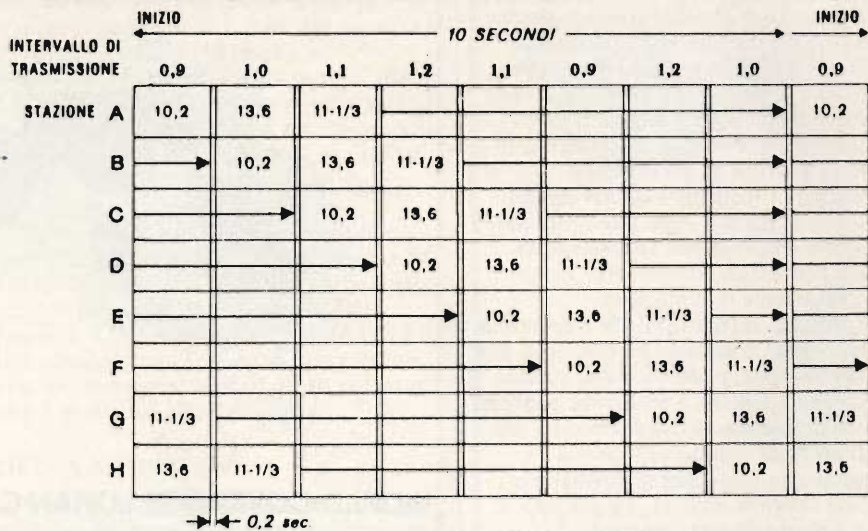 INIZIO INIZIO
10 SECONDI
INTERVALLO DI
TRASMISSIONE 0,9 1,0 1,1 1,2 1,1 0,9 1,2 1,0 0,9
STAZIONE A 10,2 13,6 11-1/3 10,2
B 10,2 13,6 11-1/3
C 10,2 13,6 11-1/3
D 10,2 13,6 11-1/3
E 10,2 13,6 11-1/3
F 10,2 13,6 11-1/3
G 11-1/3 10,2 13,6 11-1/3
H 13,6 11-1/3 10,2 13,6
0,2 sec.